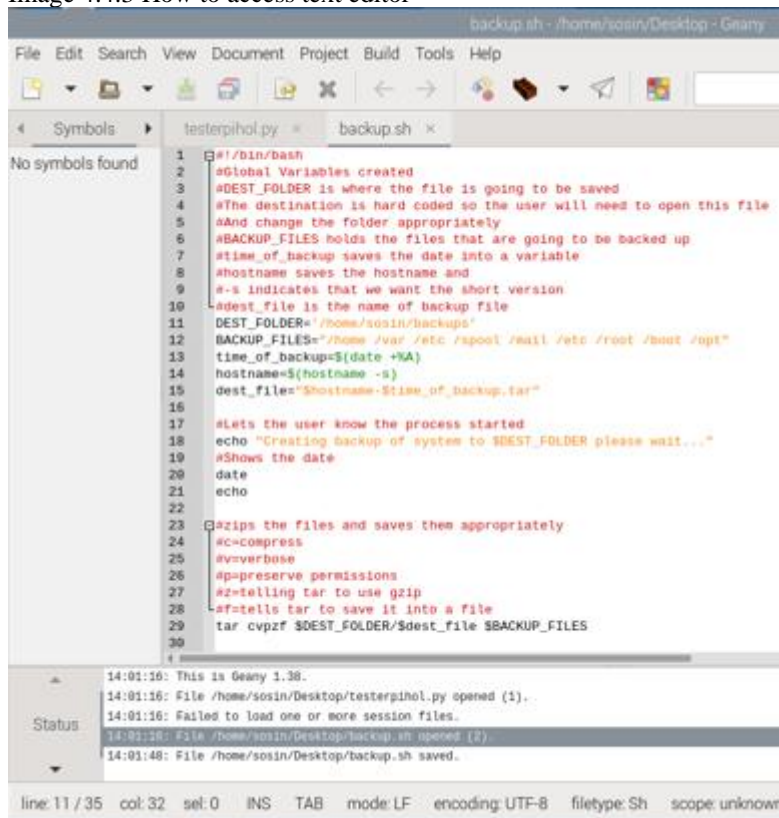 Image 4.4.3 How to access text editor
backup.sh - /home/sosin/Desktop - Geany
File Edit Search View Document Project Build Tools Help
Symbols
testerpihol.py × backup.sh ×
No symbols found
1 #!/bin/bash
2 #Global Variables created
3 #DEST_FOLDER is where the file is going to be saved
4 #The destination is hard coded so the user will need to open this file
5 #And change the folder appropriately
6 #BACKUP_FILES holds the files that are going to be backed up
7 #time_of_backup saves the date into a variable
8 #hostname saves the hostname and
9 #-s indicates that we want the short version
10 #dest_file is the name of backup file
11 DEST_FOLDER='/home/sosin/backups'
12 BACKUP_FILES="/home /var /etc /spool /mail /etc /root /boot /opt"
13 time_of_backup=$(date +%A)
14 hostname=$(hostname -s)
15 dest_file="$hostname-$time_of_backup.tar"
16
17 #Lets the user know the process started
18 echo "Creating backup of system to $DEST_FOLDER please wait..."
19 #Shows the date
20 date
21 echo
22
23 #zips the files and saves them appropriately
24 #c=compress
25 #v=verbose
26 #p=preserve permissions
27 #z=telling tar to use gzip
28 #f=tells tar to save it into a file
29 tar cvpzf $DEST_FOLDER/$dest_file $BACKUP_FILES
30
Status
14:01:16: This is Geany 1.38.
14:01:16: File /home/sosin/Desktop/testerpihol.py opened (1).
14:01:16: Failed to load one or more session files.
14:01:16: File /home/sosin/Desktop/backup.sh opened (2).
14:01:48: File /home/sosin/Desktop/backup.sh saved.
line: 11 / 35 col: 32 sel: 0 INS TAB mode: LF encoding: UTF-8 filetype: Sh scope: unknown